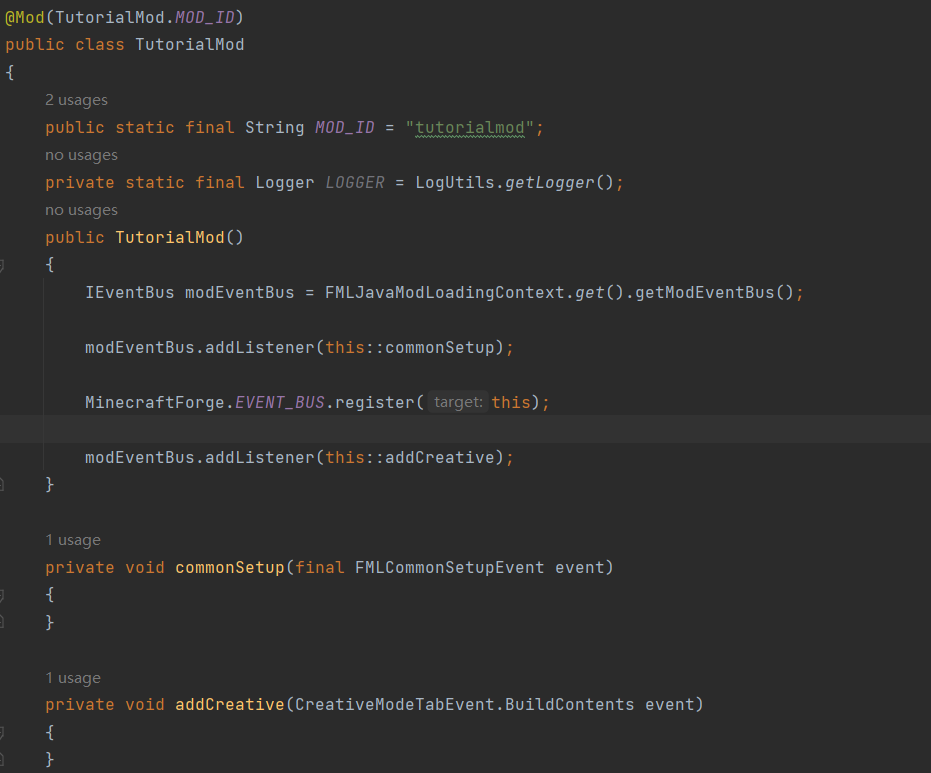 @Mod(TutorialMod.MOD_ID)
public class TutorialMod
{
2 usages
public static final String MOD_ID = "tutorialmod";
no usages
private static final Logger LOGGER = LogUtils.getLogger();
no usages
public TutorialMod()
{
IEventBus modEventBus = FMLJavaModLoadingContext.get().getModEventBus();
modEventBus.addListener(this::commonSetup);
MinecraftForge.EVENT_BUS.register( target: this);
modEventBus.addListener(this::addCreative);
}
1 usage
private void commonSetup(final FMLCommonSetupEvent event)
{
}
1 usage
private void addCreative(CreativeModeTabEvent.BuildContents event)
{
}